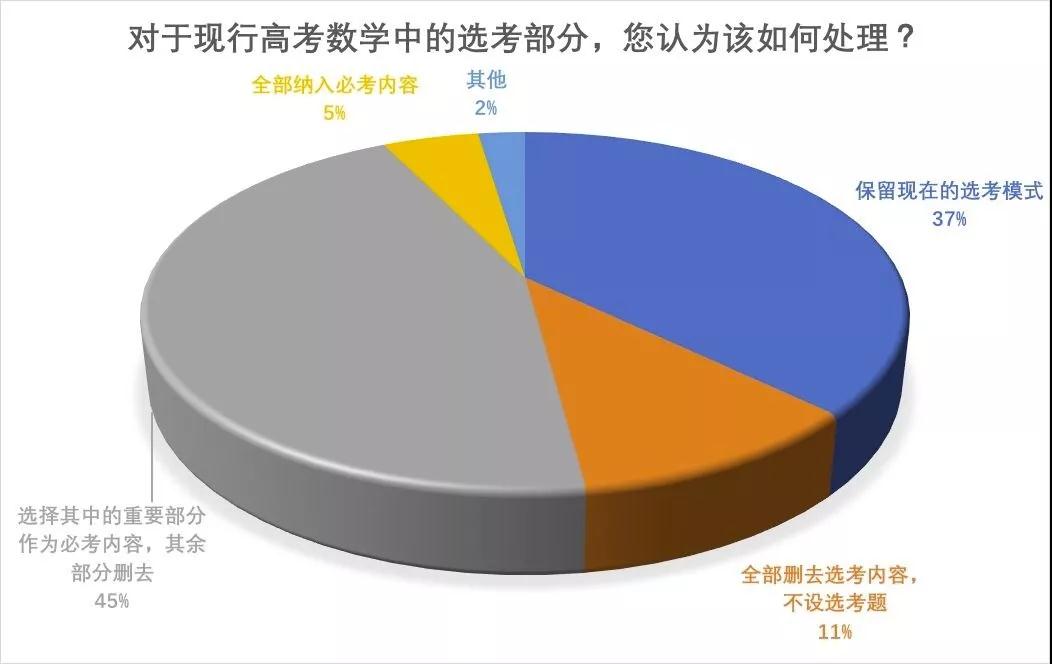 对于现行高考数学中的选考部分，您认为该如何处理？
全部纳入必考内容
5%
其他
2%
保留现在的选考模式
37%
选择其中的重要部分
作为必考内容，其余
部分删去
45%
全部删去选考内容，
不设选考题
11%